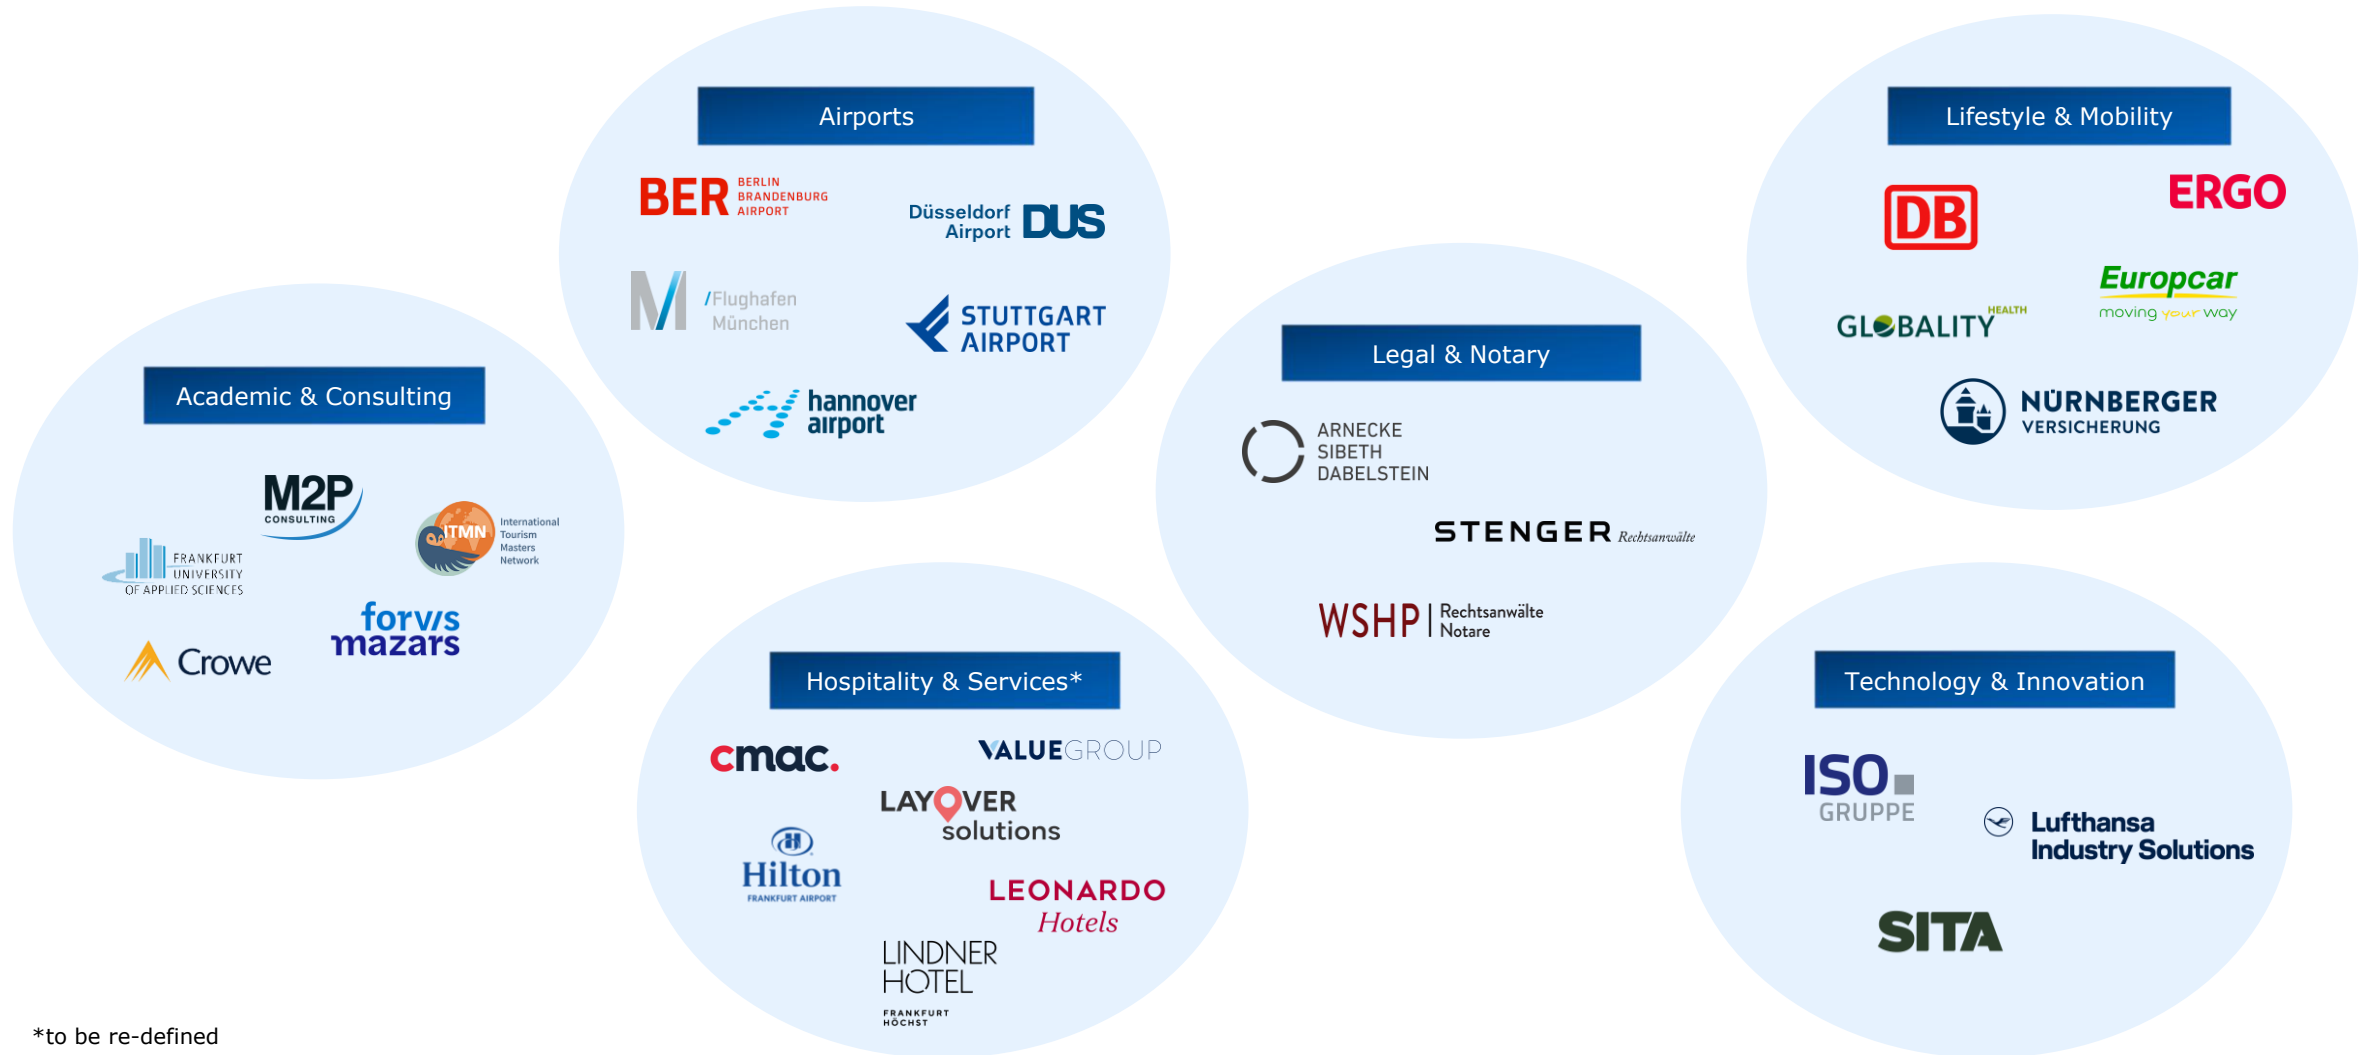 Airports
BER
BERLIN
BRANDENBURG
AIRPORT
Düsseldorf
Airport
DUS
M
/Flughafen
München
STUTTGART
AIRPORT
hannover
airport
Lifestyle & Mobility
DB
ERGO
Europcar
moving your way
GLOBALITY HEALTH
NÜRNBERGER
VERSICHERUNG
Academic & Consulting
M2P
CONSULTING
ITMN
International
Tourism
Masters
Network
FRANKFURT
UNIVERSITY
OF APPLIED SCIENCES
forvis
mazars
Crowe
Legal & Notary
ARNECKE
SIBETH
DABELSTEIN
STENGER Rechtsanwälte
WSHP
Rechtsanwälte
Notare
Hospitality & Services*
cmac.
VALUEGROUP
LAYOVER
solutions
H
Hilton
FRANKFURT AIRPORT
LEONARDO
Hotels
LINDNER
HOTEL
FRANKFURT
HÖCHST
Technology & Innovation
ISO
GRUPPE
Lufthansa
Industry Solutions
SITA
*to be re-defined